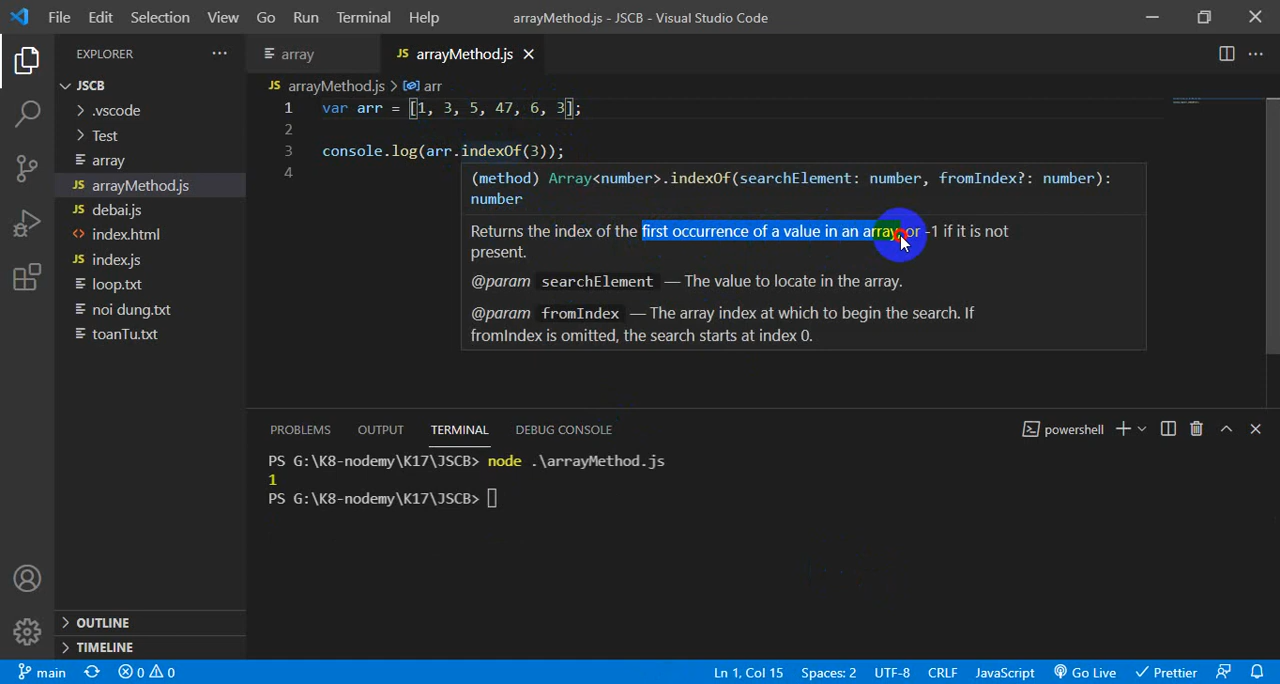 File Edit Selection View Go Run Terminal Help arrayMethod.js - JSCB - Visual Studio Code
EXPLORER
array JS arrayMethod.js
JSCB
.vscode
Test
array
JS arrayMethod.js
JS debai.js
index.html
JS index.js
loop.txt
noi dung.txt
toanTu.txt
OUTLINE
TIMELINE
JS arrayMethod.js > arr
1 var arr = [1, 3, 5, 47, 6, 3];
2
3 console.log(arr.indexOf(3));
4
(method) Array<number>.indexOf(searchElement: number, fromIndex?: number):
number
Returns the index of the first occurrence of a value in an array, or -1 if it is not
present.
@param searchElement — The value to locate in the array.
@param fromIndex — The array index at which to begin the search. If
fromIndex is omitted, the search starts at index 0.
PROBLEMS OUTPUT TERMINAL DEBUG CONSOLE powershell
PS G:\K8-nodemy\K17\JSCB> node .\arrayMethod.js
1
PS G:\K8-nodemy\K17\JSCB>
main 0 0 Ln 1, Col 15 Spaces: 2 UTF-8 CRLF JavaScript Go Live Prettier